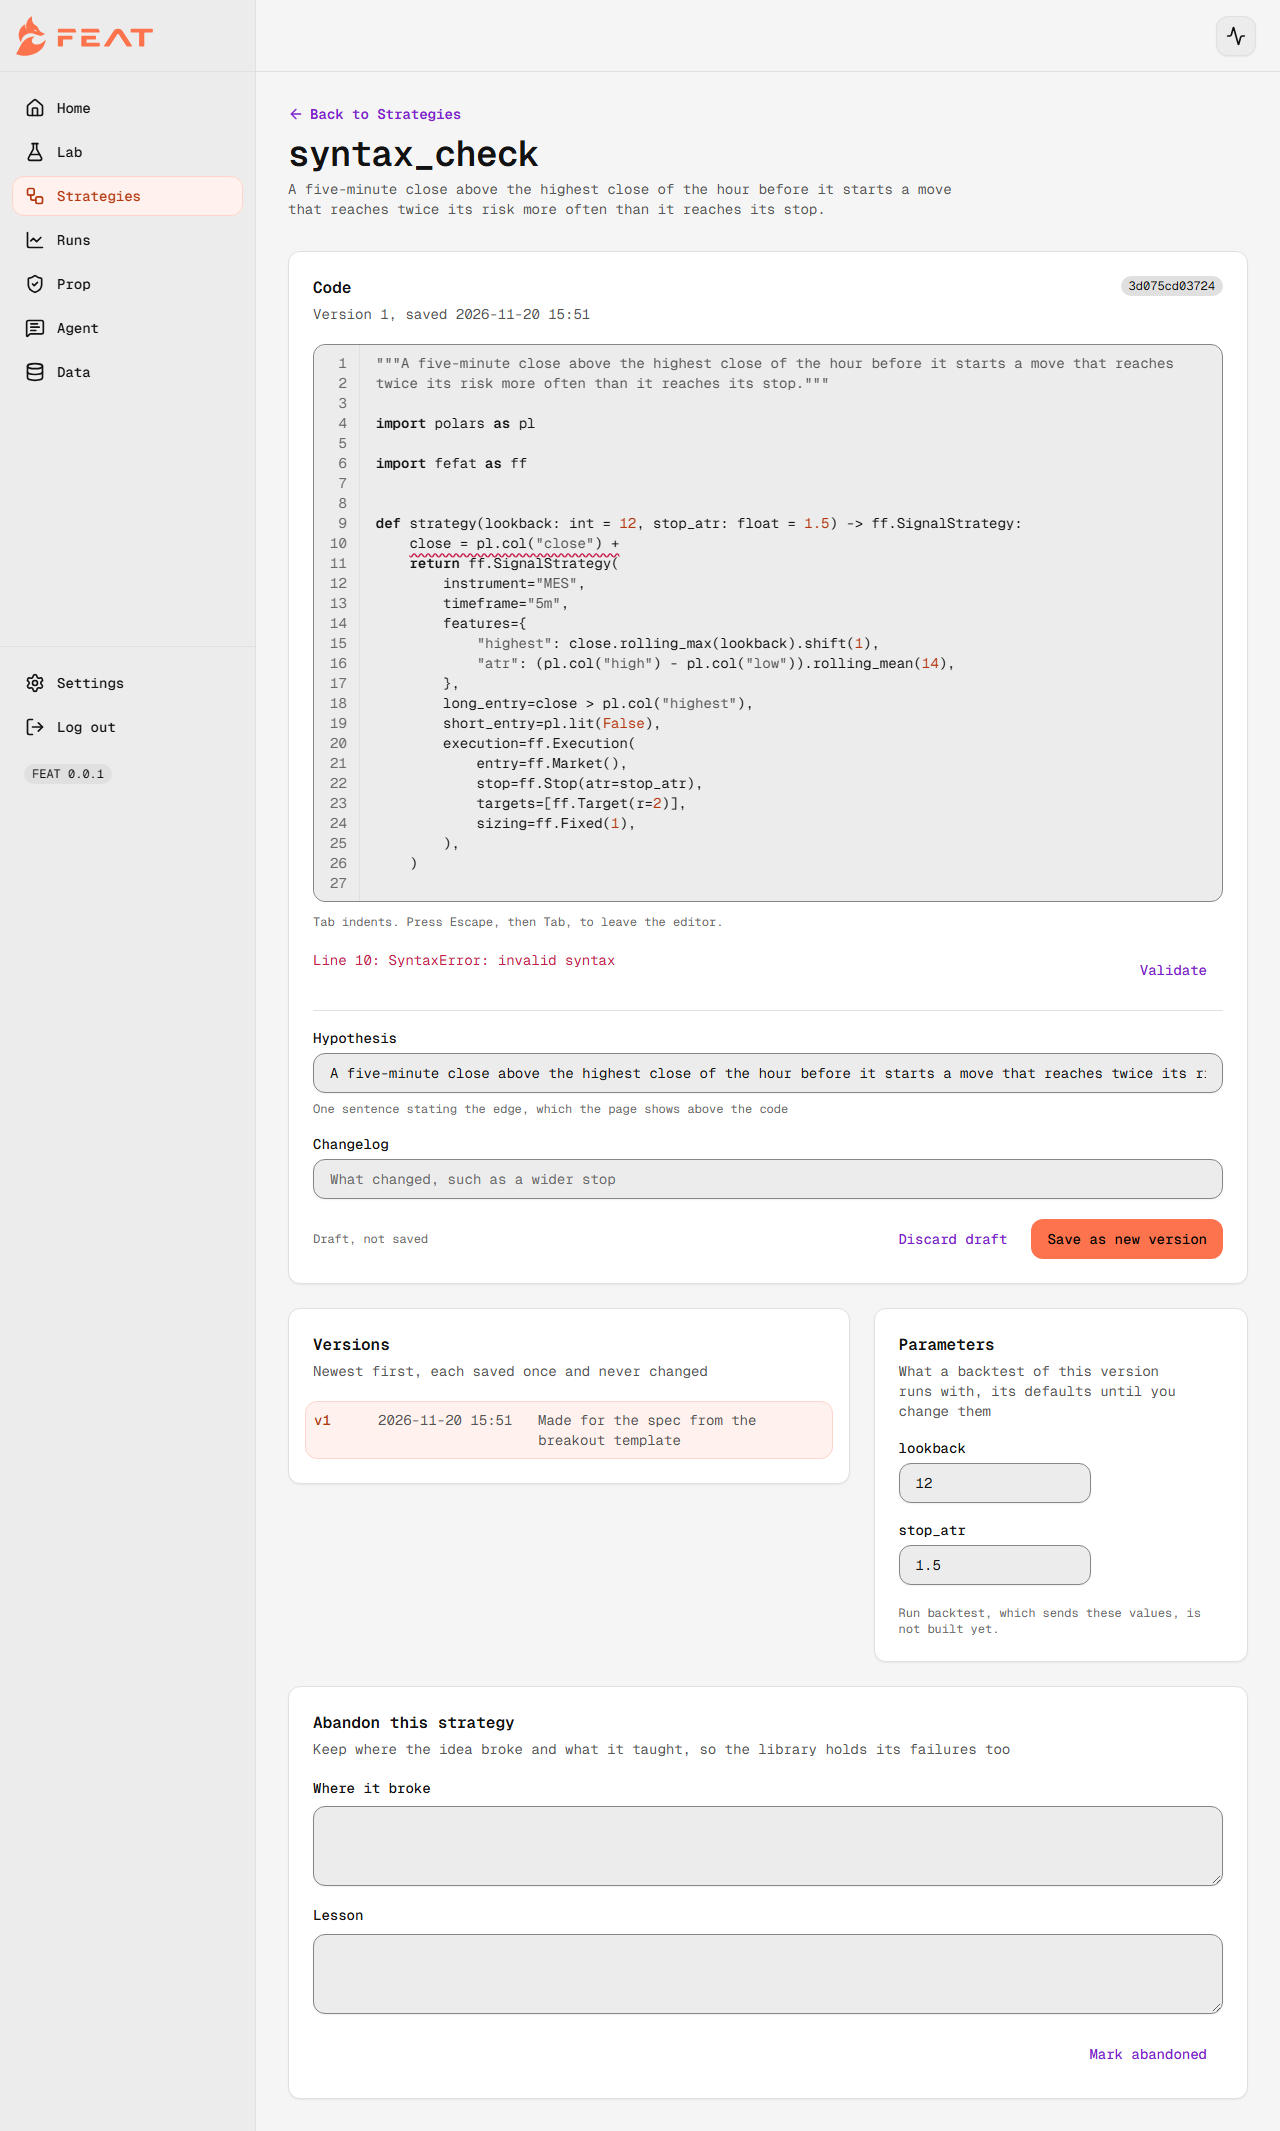 FEAT
Home
Lab
Strategies
Runs
Prop
Agent
Data
Settings
Log out
FEAT 0.0.1
Back to Strategies
syntax_check
A five-minute close above the highest close of the hour before it starts a move
that reaches twice its risk more often than it reaches its stop.
Code
3d075cd03724
Version 1, saved 2026-11-20 15:51
1 """A five-minute close above the highest close of the hour before it starts a move that reaches
2 twice its risk more often than it reaches its stop."""
3
4 import polars as pl
5
6 import fefat as ff
7
8
9 def strategy(lookback: int = 12, stop_atr: float = 1.5) -> ff.SignalStrategy:
10     close = pl.col("close") +
11     return ff.SignalStrategy(
12         instrument="MES",
13         timeframe="5m",
14         features={
15             "highest": close.rolling_max(lookback).shift(1),
16             "atr": (pl.col("high") - pl.col("low")).rolling_mean(14),
17         },
18         long_entry=close > pl.col("highest"),
19         short_entry=pl.lit(False),
20         execution=ff.Execution(
21             entry=ff.Market(),
22             stop=ff.Stop(atr=stop_atr),
23             targets=[ff.Target(r=2)],
24             sizing=ff.Fixed(1),
25         ),
26     )
27
Tab indents. Press Escape, then Tab, to leave the editor.
Line 10: SyntaxError: invalid syntax
Validate
Hypothesis
A five-minute close above the highest close of the hour before it starts a move that reaches twice its
One sentence stating the edge, which the page shows above the code
Changelog
What changed, such as a wider stop
Draft, not saved
Discard draft
Save as new version
Versions
Newest first, each saved once and never changed
v1 2026-11-20 15:51 Made for the spec from the
breakout template
Parameters
What a backtest of this version
runs with, its defaults until you
change them
lookback
12
stop_atr
1.5
Run backtest, which sends these values, is
not built yet.
Abandon this strategy
Keep where the idea broke and what it taught, so the library holds its failures too
Where it broke
Lesson
Mark abandoned